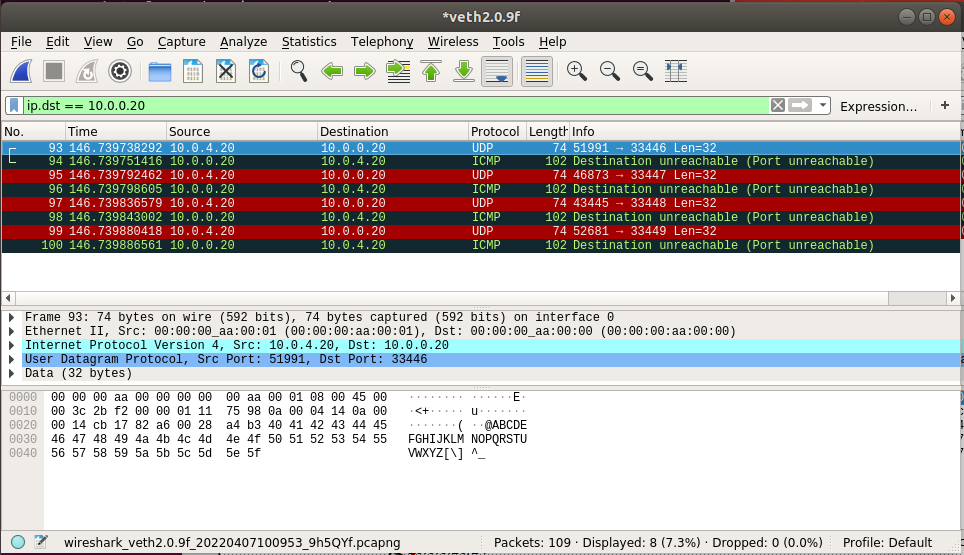 *veth2.0.9f
File Edit View Go Capture Analyze Statistics Telephony Wireless Tools Help
ip.dst == 10.0.0.20 Expression… +
No. Time Source Destination Protocol Length Info
93 146.739738292 10.0.4.20 10.0.0.20 UDP 74 51991 → 33446 Len=32
94 146.739751416 10.0.0.20 10.0.4.20 ICMP 102 Destination unreachable (Port unreachable)
95 146.739792462 10.0.4.20 10.0.0.20 UDP 74 46873 → 33447 Len=32
96 146.739798605 10.0.0.20 10.0.4.20 ICMP 102 Destination unreachable (Port unreachable)
97 146.739836579 10.0.4.20 10.0.0.20 UDP 74 43445 → 33448 Len=32
98 146.739843002 10.0.0.20 10.0.4.20 ICMP 102 Destination unreachable (Port unreachable)
99 146.739880418 10.0.4.20 10.0.0.20 UDP 74 52681 → 33449 Len=32
100 146.739886561 10.0.0.20 10.0.4.20 ICMP 102 Destination unreachable (Port unreachable)
Frame 93: 74 bytes on wire (592 bits), 74 bytes captured (592 bits) on interface 0
Ethernet II, Src: 00:00:00_aa:00:01 (00:00:00:aa:00:01), Dst: 00:00:00_aa:00:00 (00:00:00:aa:00:00)
Internet Protocol Version 4, Src: 10.0.4.20, Dst: 10.0.0.20
User Datagram Protocol, Src Port: 51991, Dst Port: 33446
Data (32 bytes)
0000 00 00 00 aa 00 00 00 00 00 aa 00 01 08 00 45 00 ········ ······E·
0010 00 3c 2b f2 00 00 01 11 75 98 0a 00 04 14 0a 00 ·<+····· u·······
0020 00 14 cb 17 82 a6 00 28 a4 b3 40 41 42 43 44 45 ·······( ··@ABCDE
0030 46 47 48 49 4a 4b 4c 4d 4e 4f 50 51 52 53 54 55 FGHIJKLM NOPQRSTU
0040 56 57 58 59 5a 5b 5c 5d 5e 5f VWXYZ[\] ^_
wireshark_veth2.0.9f_20220407100953_9h5QYf.pcapng Packets: 109 · Displayed: 8 (7.3%) · Dropped: 0 (0.0%) Profile: Default